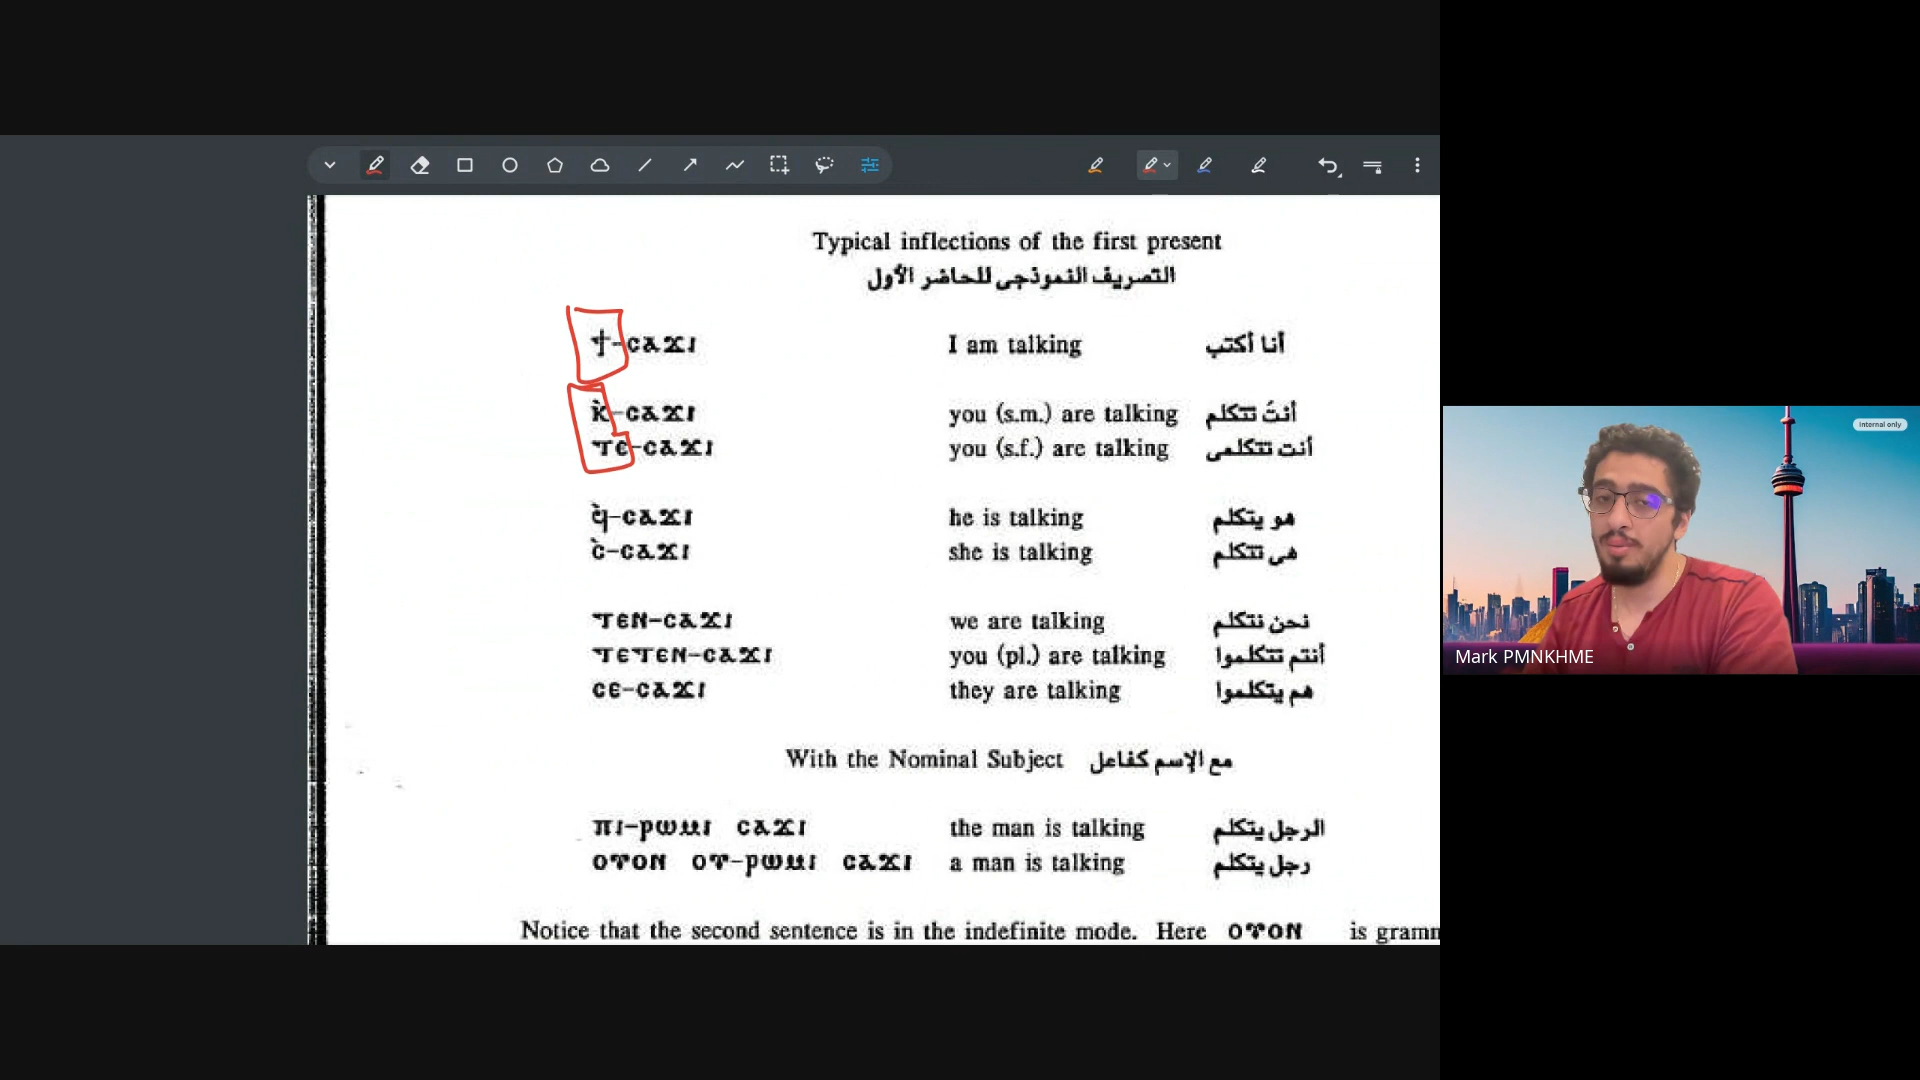 Typical inflections of the first present
التصريف النموذجى للحاضر الأول
ϯ-ⲥⲁϫⲓ I am talking أنا أكتب
ⲕ̀-ⲥⲁϫⲓ you (s.m.) are talking أنتُ تتكلم
ⲧⲉ-ⲥⲁϫⲓ you (s.f.) are talking أنت تتكلمى
ϥ̀-ⲥⲁϫⲓ he is talking هو يتكلم
ⲥ̀-ⲥⲁϫⲓ she is talking هى تتكلم
ⲧⲉⲛ-ⲥⲁϫⲓ we are talking نحن نتكلم
ⲧⲉⲧⲉⲛ-ⲥⲁϫⲓ you (pl.) are talking أنتم تتكلموا
ⲥⲉ-ⲥⲁϫⲓ they are talking هم يتكلموا
With the Nominal Subject مع الإسم كفاعل
ⲡⲓ-ⲣⲱⲙⲓ ⲥⲁϫⲓ the man is talking الرجل يتكلم
ⲟⲩⲟⲛ ⲟⲩ-ⲣⲱⲙⲓ ⲥⲁϫⲓ a man is talking رجل يتكلم
Notice that the second sentence is in the indefinite mode. Here ⲟⲩⲟⲛ is gramm
Internal only
Mark PMNKHME